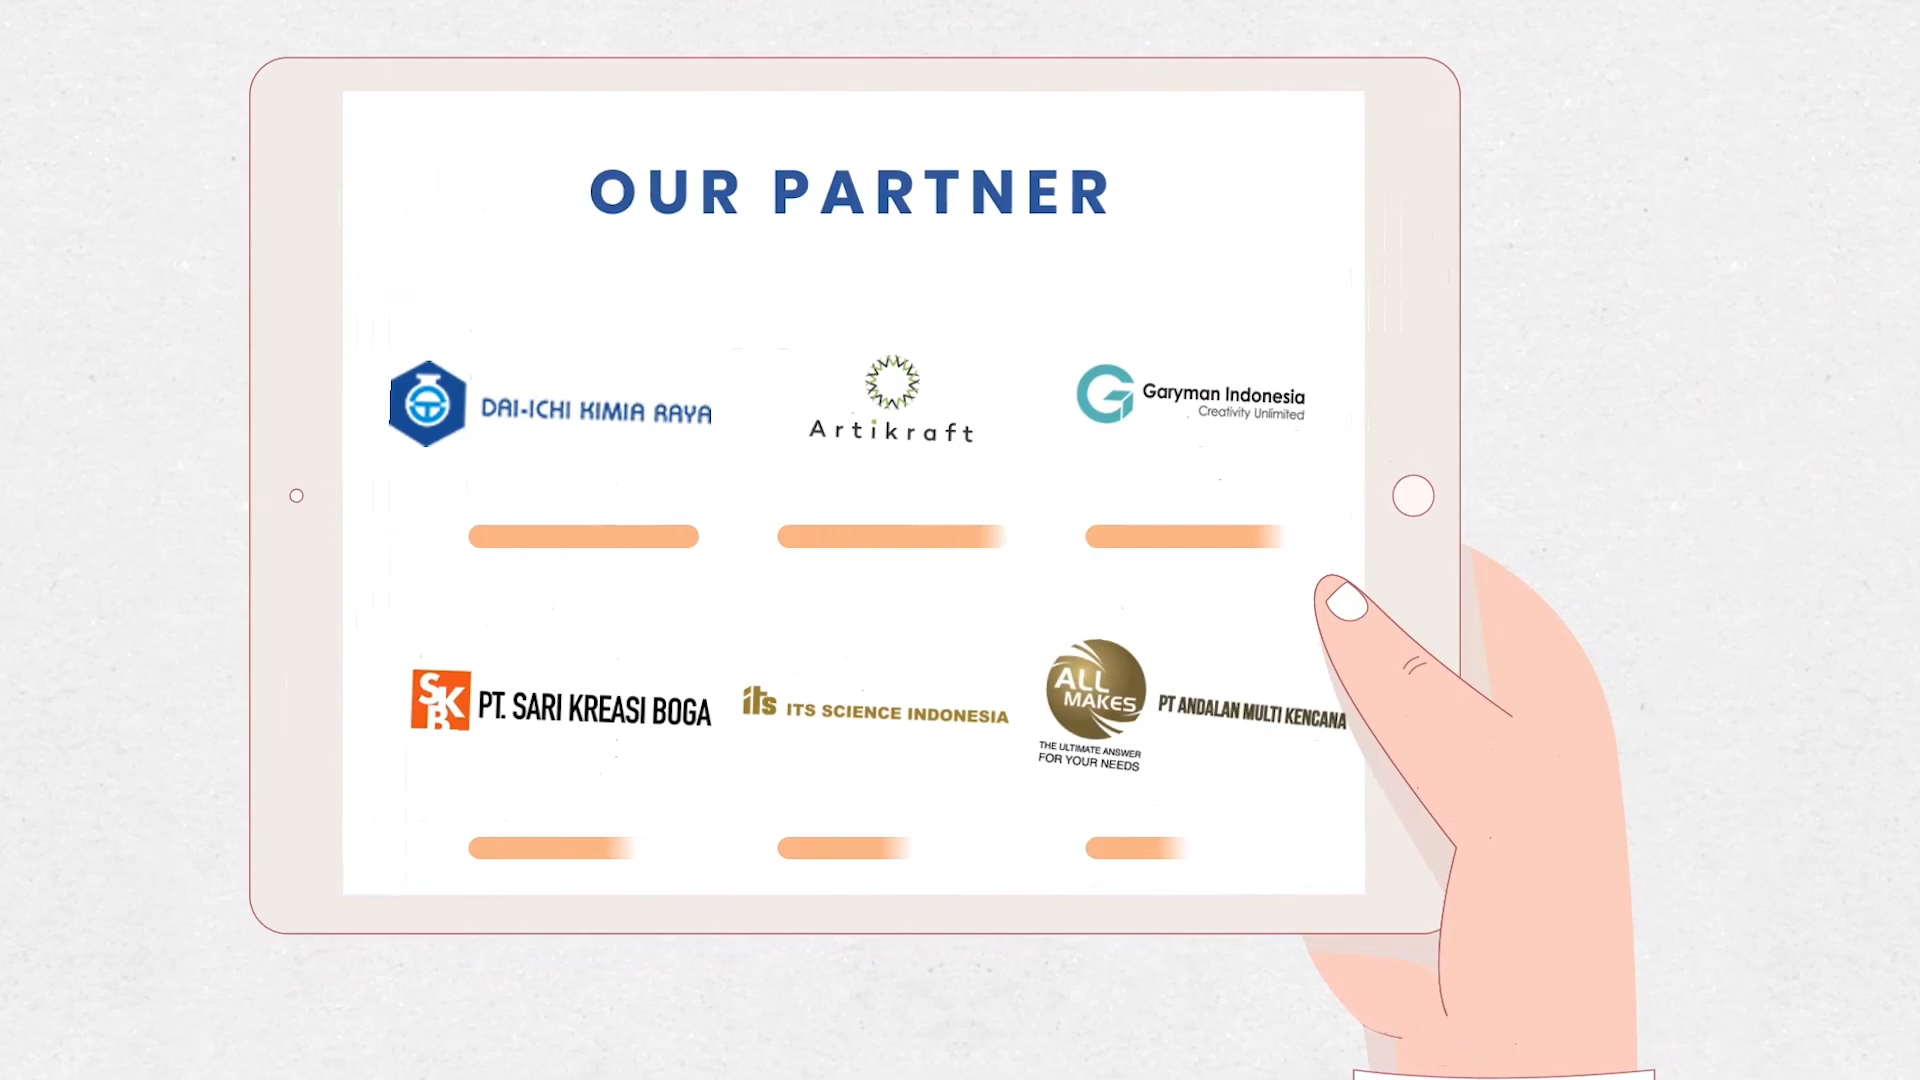 OUR PARTNER
DAI-ICHI KIMIA RAYA
Artikraft
Garyman Indonesia
Creativity Unlimited
SKB
PT. SARI KREASI BOGA
its
ITS SCIENCE INDONESIA
ALL
MAKES
THE ULTIMATE ANSWER
FOR YOUR NEEDS
PT ANDALAN MULTI KENCANA